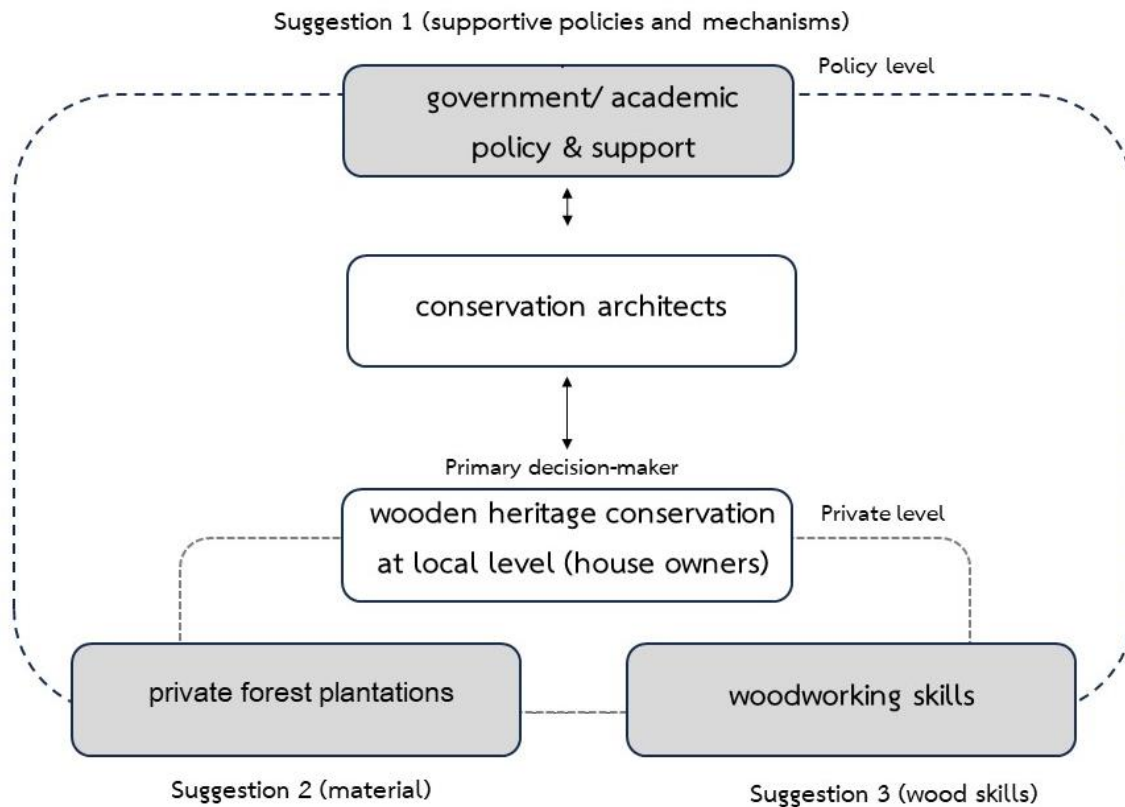 Suggestion 1 (supportive policies and mechanisms)
Policy level
government/ academic
policy & support
conservation architects
Primary decision-maker
wooden heritage conservation
at local level (house owners)
Private level
private forest plantations
woodworking skills
Suggestion 2 (material)
Suggestion 3 (wood skills)